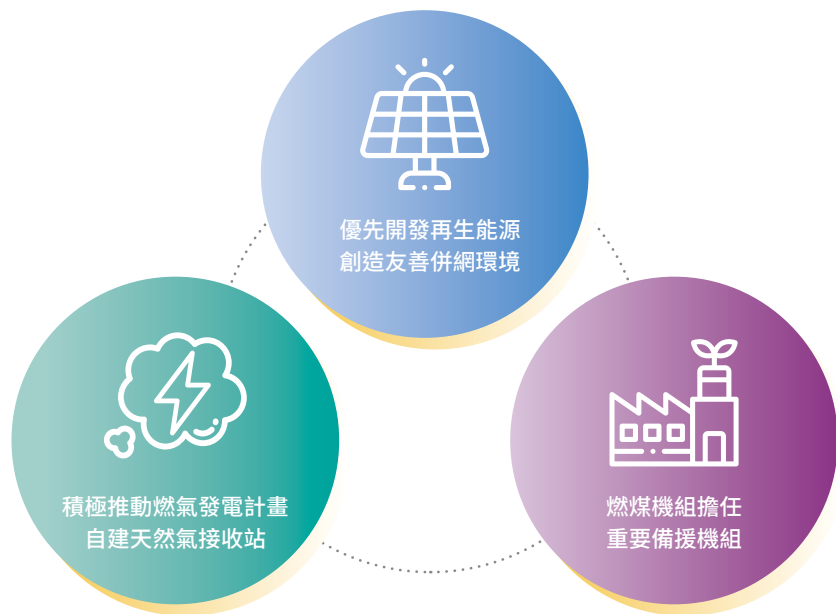 優先開發再生能源
創造友善併網環境
積極推動燃氣發電計畫
自建天然氣接收站
燃煤機組擔任
重要備援機組